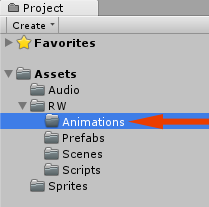 Project
Create
Favorites
Assets
Audio
RW
Animations
Prefabs
Scenes
Scripts
Sprites